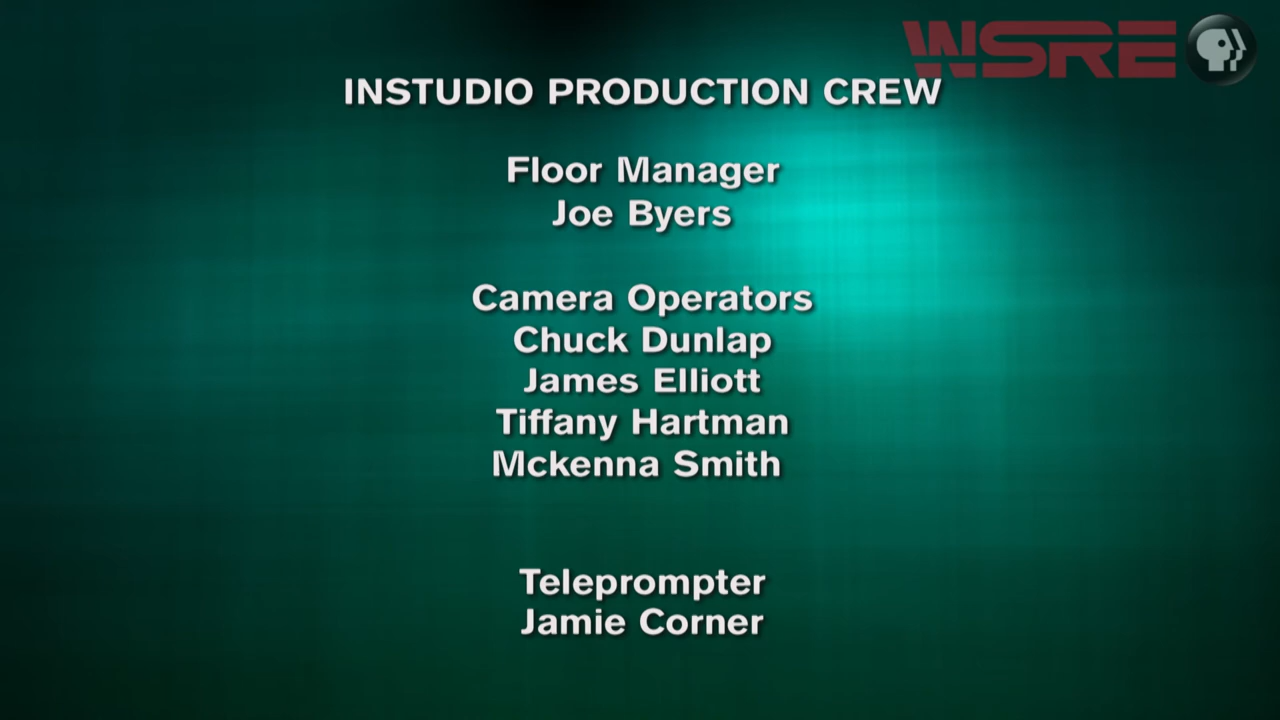 WSRE
INSTUDIO PRODUCTION CREW
Floor Manager
Joe Byers
Camera Operators
Chuck Dunlap
James Elliott
Tiffany Hartman
Mckenna Smith
Teleprompter
Jamie Corner